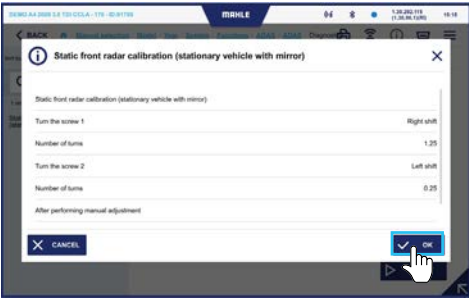 MAHLE
16:18
BACK
Static front radar calibration (stationary vehicle with mirror)
Static front radar calibration (stationary vehicle with mirror)
Turn the screw 1 Right shift
Number of turns 1.25
Turn the screw 2 Left shift
Number of turns 0.25
After performing manual adjustment
CANCEL
OK